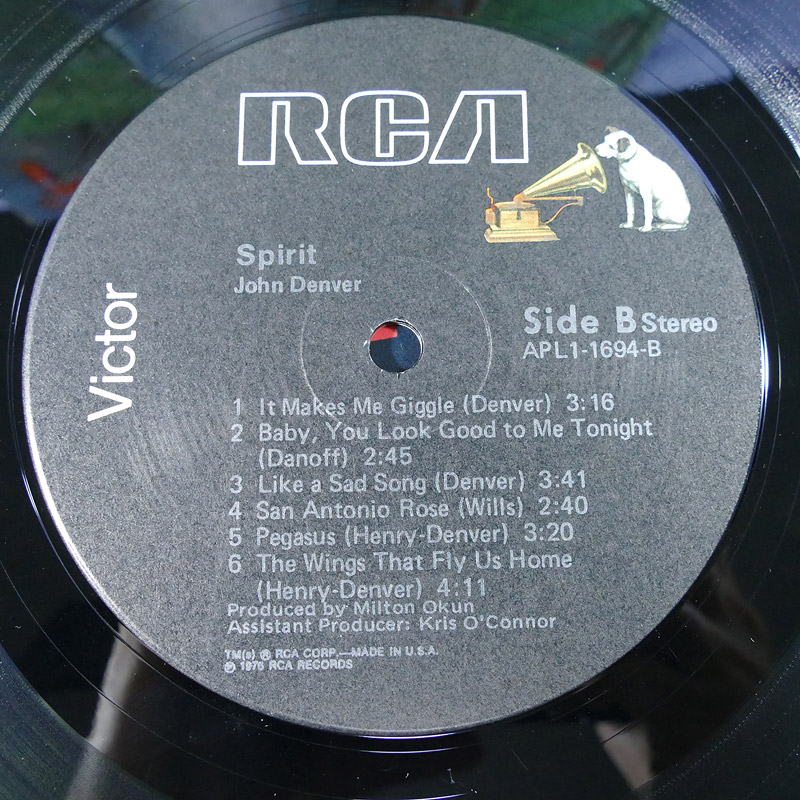 RCA
Victor
Spirit
John Denver
Side B Stereo
APL1-1694-B
1 It Makes Me Giggle (Denver) 3:16
2 Baby, You Look Good to Me Tonight
(Danoff) 2:45
3 Like a Sad Song (Denver) 3:41
4 San Antonio Rose (Wills) 2:40
5 Pegasus (Henry-Denver) 3:20
6 The Wings That Fly Us Home
(Henry-Denver) 4:11
Produced by Milton Okun
Assistant Producer: Kris O'Connor
TM(s) ® RCA CORP.—MADE IN U.S.A.
℗ 1976 RCA RECORDS